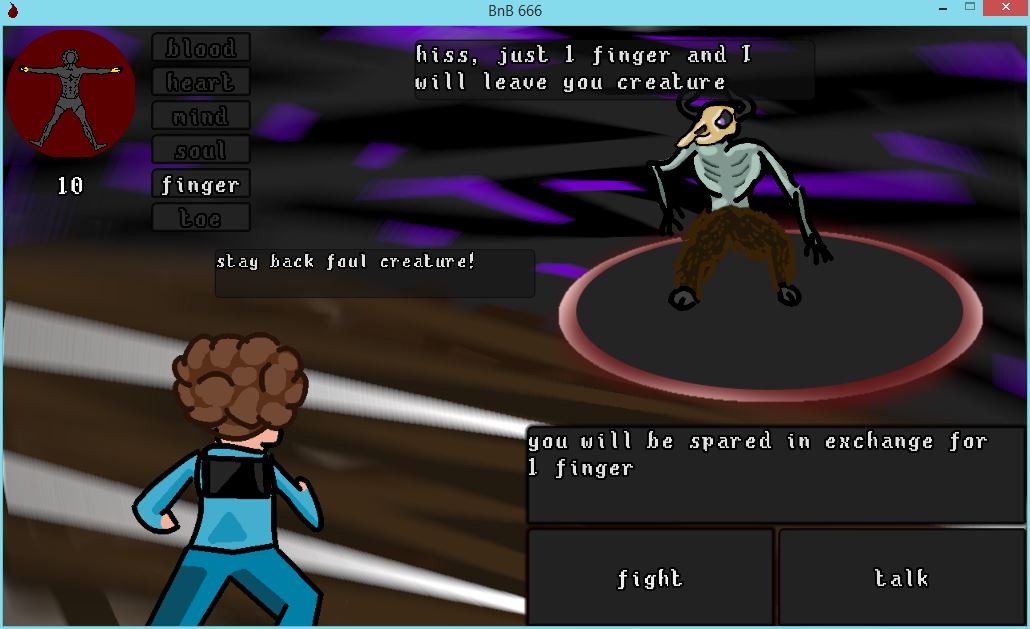 BnB 666
blood
heart
mind
soul
finger
toe
10
hiss, just 1 finger and I
will leave you creature
stay back foul creature!
you will be spared in exchange for
1 finger
fight
talk